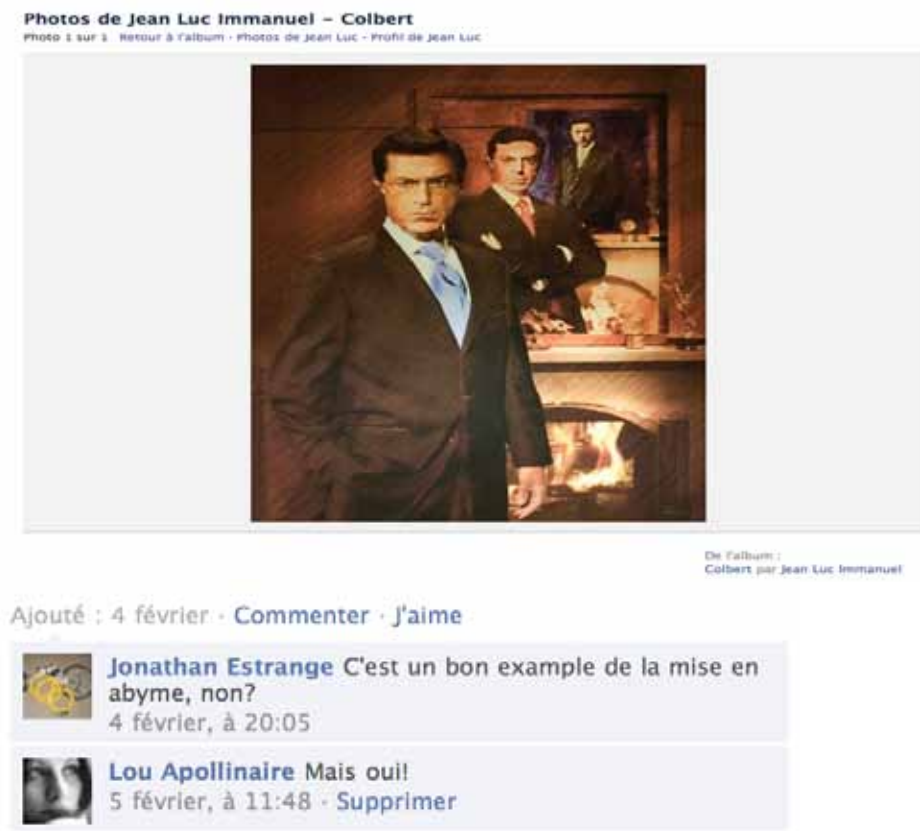 Photos de Jean Luc Immanuel – Colbert
Photo 1 sur 1 Retour à l'album · Photos de Jean Luc · Profil de Jean Luc
De l'album :
Colbert par Jean Luc Immanuel
Ajouté : 4 février · Commenter · J'aime
Jonathan Estrange C'est un bon example de la mise en
abyme, non?
4 février, à 20:05
Lou Apollinaire Mais oui!
5 février, à 11:48 · Supprimer